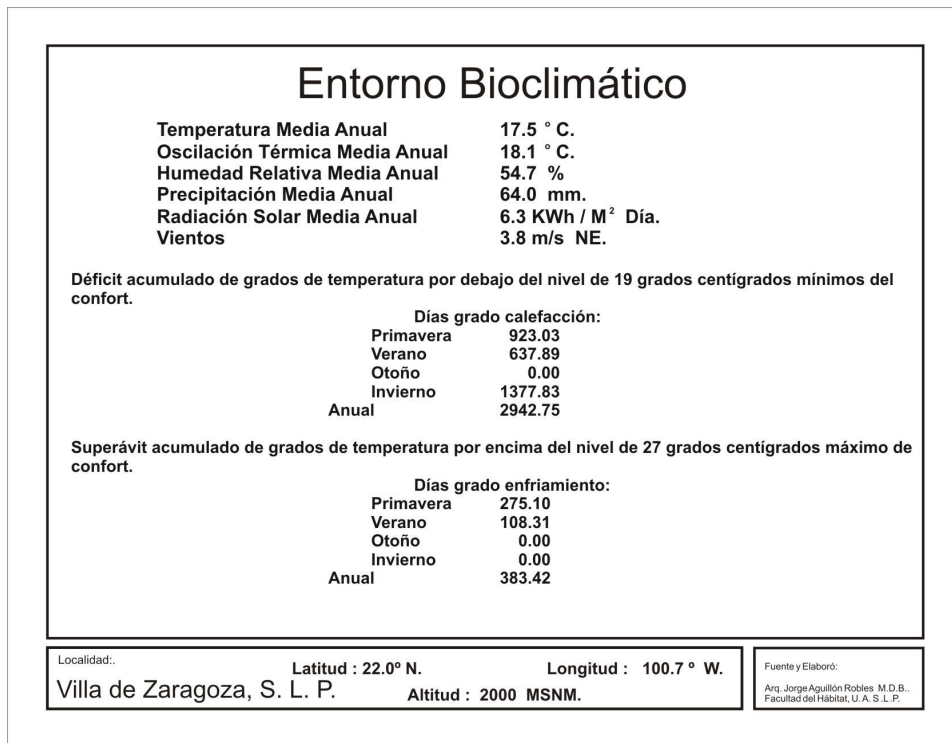 Entorno Bioclimático
Temperatura Media Anual 17.5 ° C.
Oscilación Térmica Media Anual 18.1 ° C.
Humedad Relativa Media Anual 54.7 %
Precipitación Media Anual 64.0 mm.
Radiación Solar Media Anual 6.3 KWh / M² Día.
Vientos 3.8 m/s NE.
Déficit acumulado de grados de temperatura por debajo del nivel de 19 grados centígrados mínimos del
confort.
Días grado calefacción:
Primavera 923.03
Verano 637.89
Otoño 0.00
Invierno 1377.83
Anual 2942.75
Superávit acumulado de grados de temperatura por encima del nivel de 27 grados centígrados máximo de
confort.
Días grado enfriamiento:
Primavera 275.10
Verano 108.31
Otoño 0.00
Invierno 0.00
Anual 383.42
Localidad:.
Latitud : 22.0º N. Longitud : 100.7 º W.
Villa de Zaragoza, S. L. P. Altitud : 2000 MSNM.
Fuente y Elaboró:
Arq. Jorge Aguillón Robles M.D.B..
Facultad del Hábitat, U. A. S .L .P.